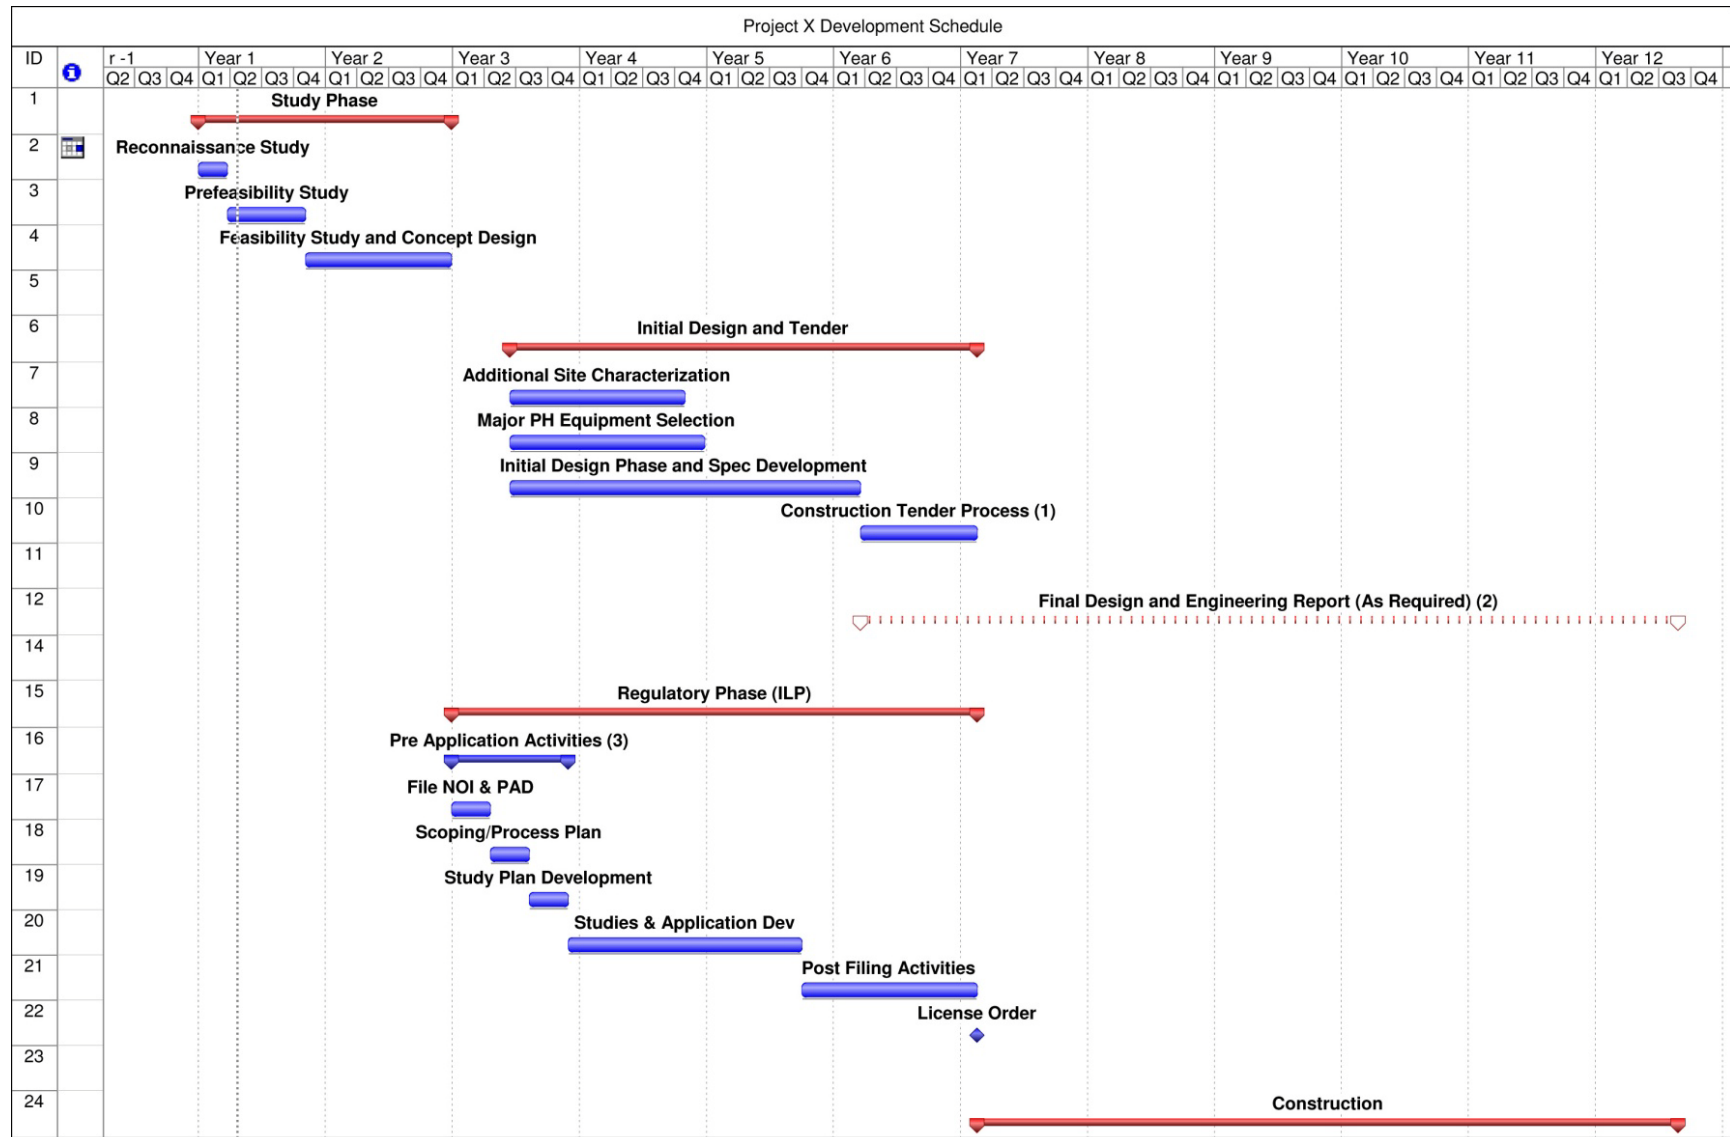 Project X Development Schedule
ID r -1 Year 1 Year 2 Year 3 Year 4 Year 5 Year 6 Year 7 Year 8 Year 9 Year 10 Year 11 Year 12
Q2 Q3 Q4 Q1 Q2 Q3 Q4 Q1 Q2 Q3 Q4 Q1 Q2 Q3 Q4 Q1 Q2 Q3 Q4 Q1 Q2 Q3 Q4 Q1 Q2 Q3 Q4 Q1 Q2 Q3 Q4 Q1 Q2 Q3 Q4 Q1 Q2 Q3 Q4 Q1 Q2 Q3 Q4 Q1 Q2 Q3 Q4 Q1 Q2 Q3 Q4
1 Study Phase
2 Reconnaissance Study
3 Prefeasibility Study
4 Feasibility Study and Concept Design
5
6 Initial Design and Tender
7 Additional Site Characterization
8 Major PH Equipment Selection
9 Initial Design Phase and Spec Development
10 Construction Tender Process (1)
11
12 Final Design and Engineering Report (As Required) (2)
14
15 Regulatory Phase (ILP)
16 Pre Application Activities (3)
17 File NOI & PAD
18 Scoping/Process Plan
19 Study Plan Development
20 Studies & Application Dev
21 Post Filing Activities
22 License Order
23
24 Construction